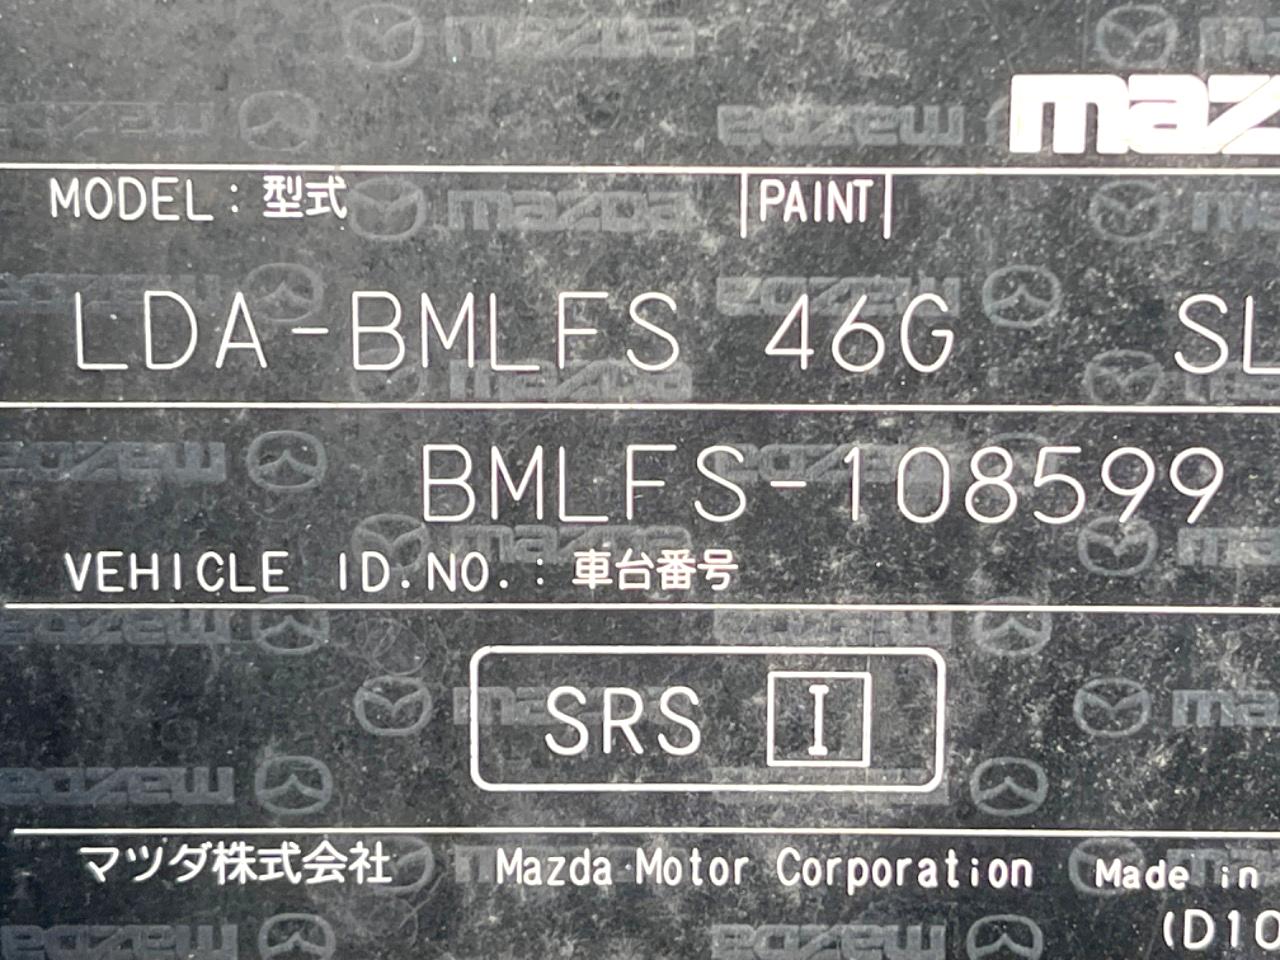 maz
MODEL : 型式 PAINT
LDA-BMLFS 46G SL
BMLFS-108599
VEHICLE ID.NO. : 車台番号
SRS I
マツダ株式会社 Mazda Motor Corporation Made in
(D10